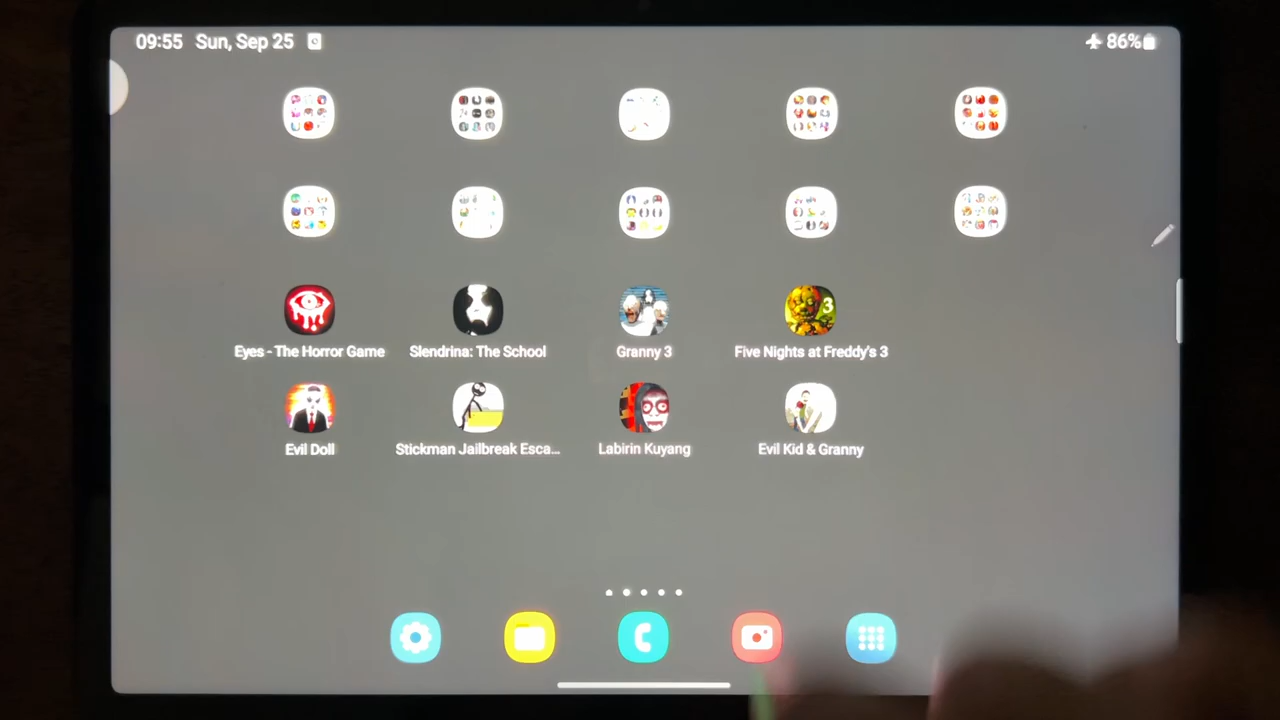 09:55 Sun, Sep 25
86%
3
Eyes - The Horror Game
Slendrina: The School
Granny 3
Five Nights at Freddy's 3
Evil Doll
Stickman Jailbreak Esca...
Labirin Kuyang
Evil Kid & Granny